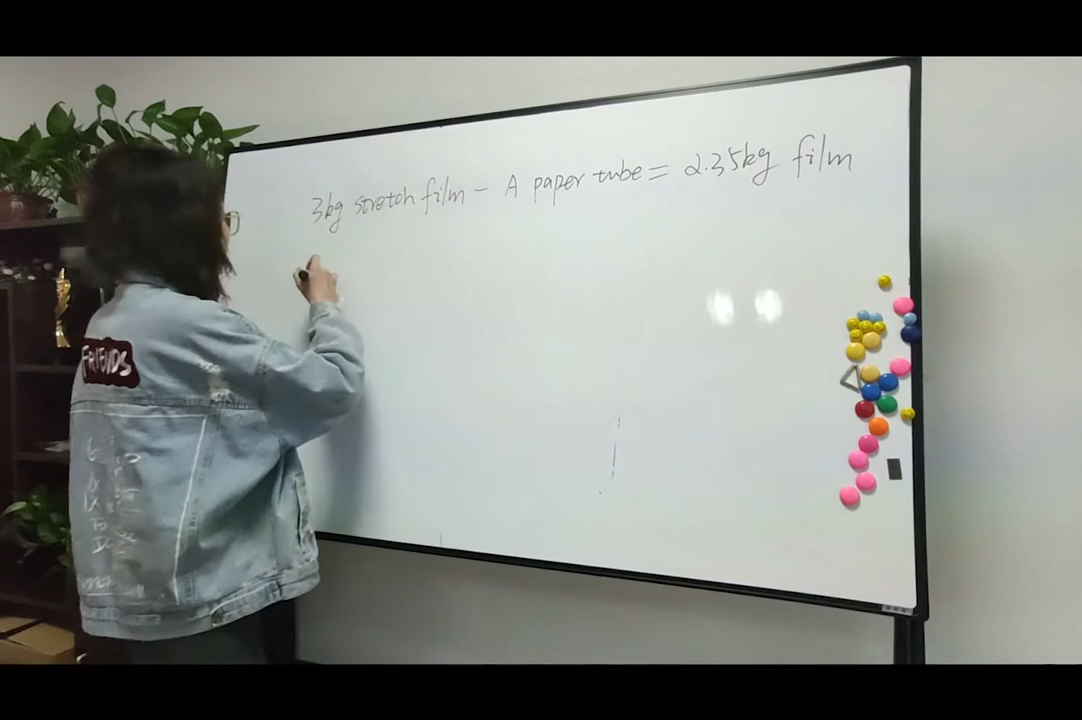 3kg stretch film - A paper tube = 2.35kg film
FRIENDS